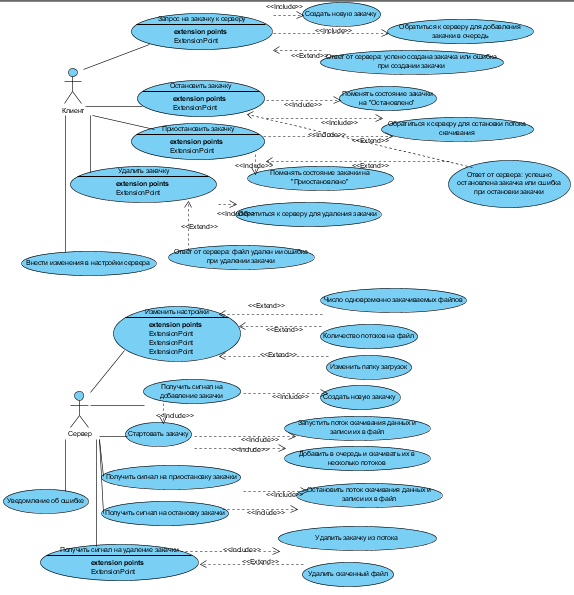 <<Include>>
Создать новую закачку
Запрос на закачку к серверу
extension points
ExtensionPoint
<<Include>>
Обратиться к серверу для добавления
закачки в очередь
<<Extend>>
Ответ от сервера: успено создана закачка или ошибка
при создании закачки
Клиент
Остановить закачку
extension points
ExtensionPoint
<<Include>>
Поменять состояние закачки
на "Остановлено"
<<Include>>
Приостановить закачку
extension points
ExtensionPoint
<<Include>>
Обратиться к серверу для остановки потока
скачивания
<<Extend>>
<<Include>>
<<Extend>>
Удалить закачку
extension points
ExtensionPoint
Поменять состояние закачки на
"Приостановлено"
Ответ от сервера: успешно
остановлена закачка или ошибка
при остановки закачки
<<Include>>
Обратиться к серверу для удаления закачки
<<Extend>>
Ответ от сервера: файл удален ии ошибка
при удалении закачки
Внести изменения в настройки сервера
Изменить настройки
extension points
ExtensionPoint
ExtensionPoint
ExtensionPoint
<<Extend>>
Число одновременно закачиваемых файлов
<<Extend>>
Количество потоков на файл
<<Extend>>
Изменить папку загрузок
Сервер
Получить сигнал на
добавление закачки
<<Include>>
Создать новую закачку
<<Include>>
Стартовать закачку
<<Include>>
Запустить поток скачивания данных и
записи их в файл
<<Include>>
Добавить в очередь и скачивать их в
несколько потоков
Получить сигнал на приостановку закачки
Уведомление об ошибке
<<Include>>
Остановить поток скачивания данных и
записи их в файл
Получить сигнал на остановку закачки
<<Include>>
Получить сигнал на удаление закачки
extension points
ExtensionPoint
<<Include>>
Удалить закачку из потока
<<Extend>>
Удалить скаченный файл